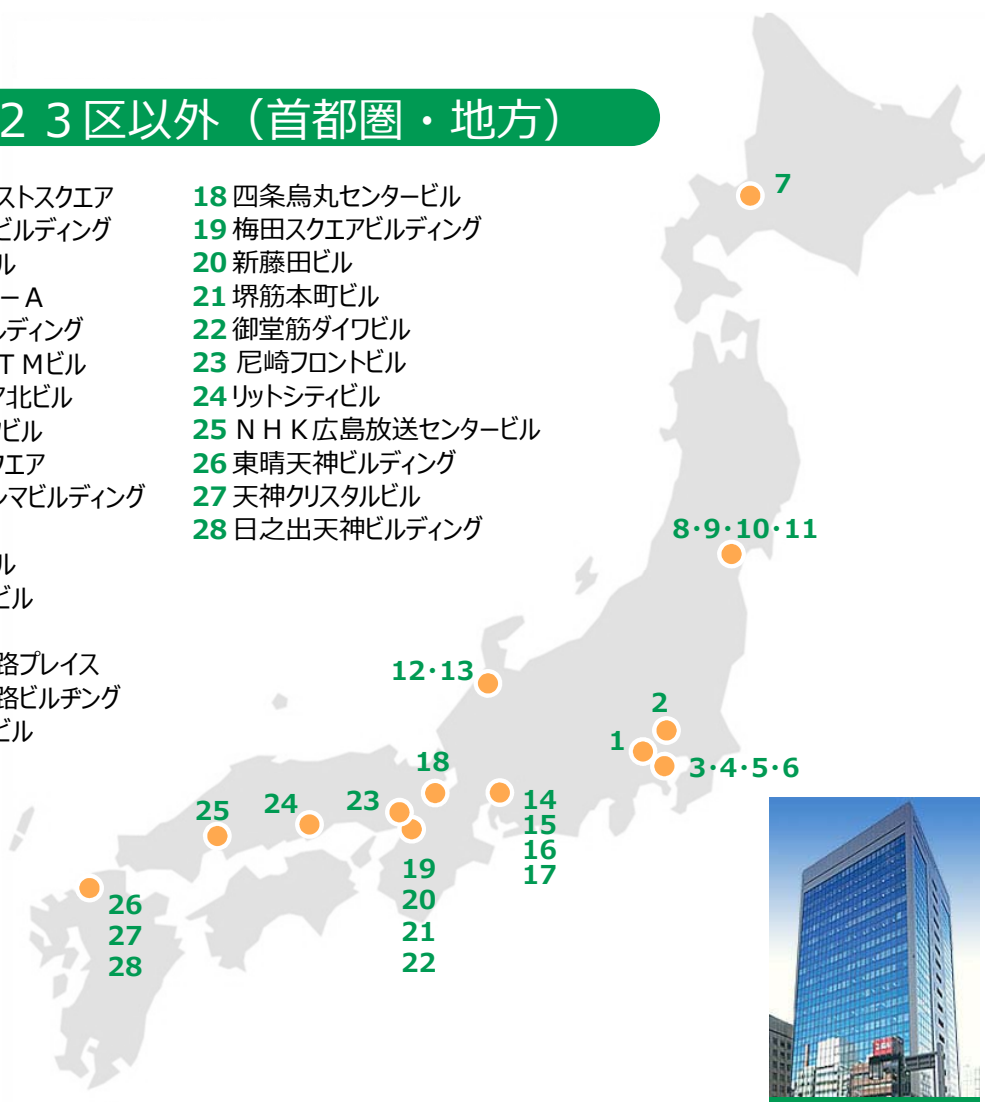 ２３区以外（首都圏・地方）
ストスクエア
ビルディング
ル
－Ａ
ルディング
ＴＭビル
ア北ビル
ビル
クエア
シマビルディング
ル
ビル
路プレイス
路ビルヂング
ビル
18 四条烏丸センタービル
19 梅田スクエアビルディング
20 新藤田ビル
21 堺筋本町ビル
22 御堂筋ダイワビル
23 尼崎フロントビル
24 リットシティビル
25 ＮＨＫ広島放送センタービル
26 東晴天神ビルディング
27 天神クリスタルビル
28 日之出天神ビルディング
7
8・9・10・11
12・13
2
1
3・4・5・6
18
25
24
23
14
15
16
17
19
20
21
22
26
27
28